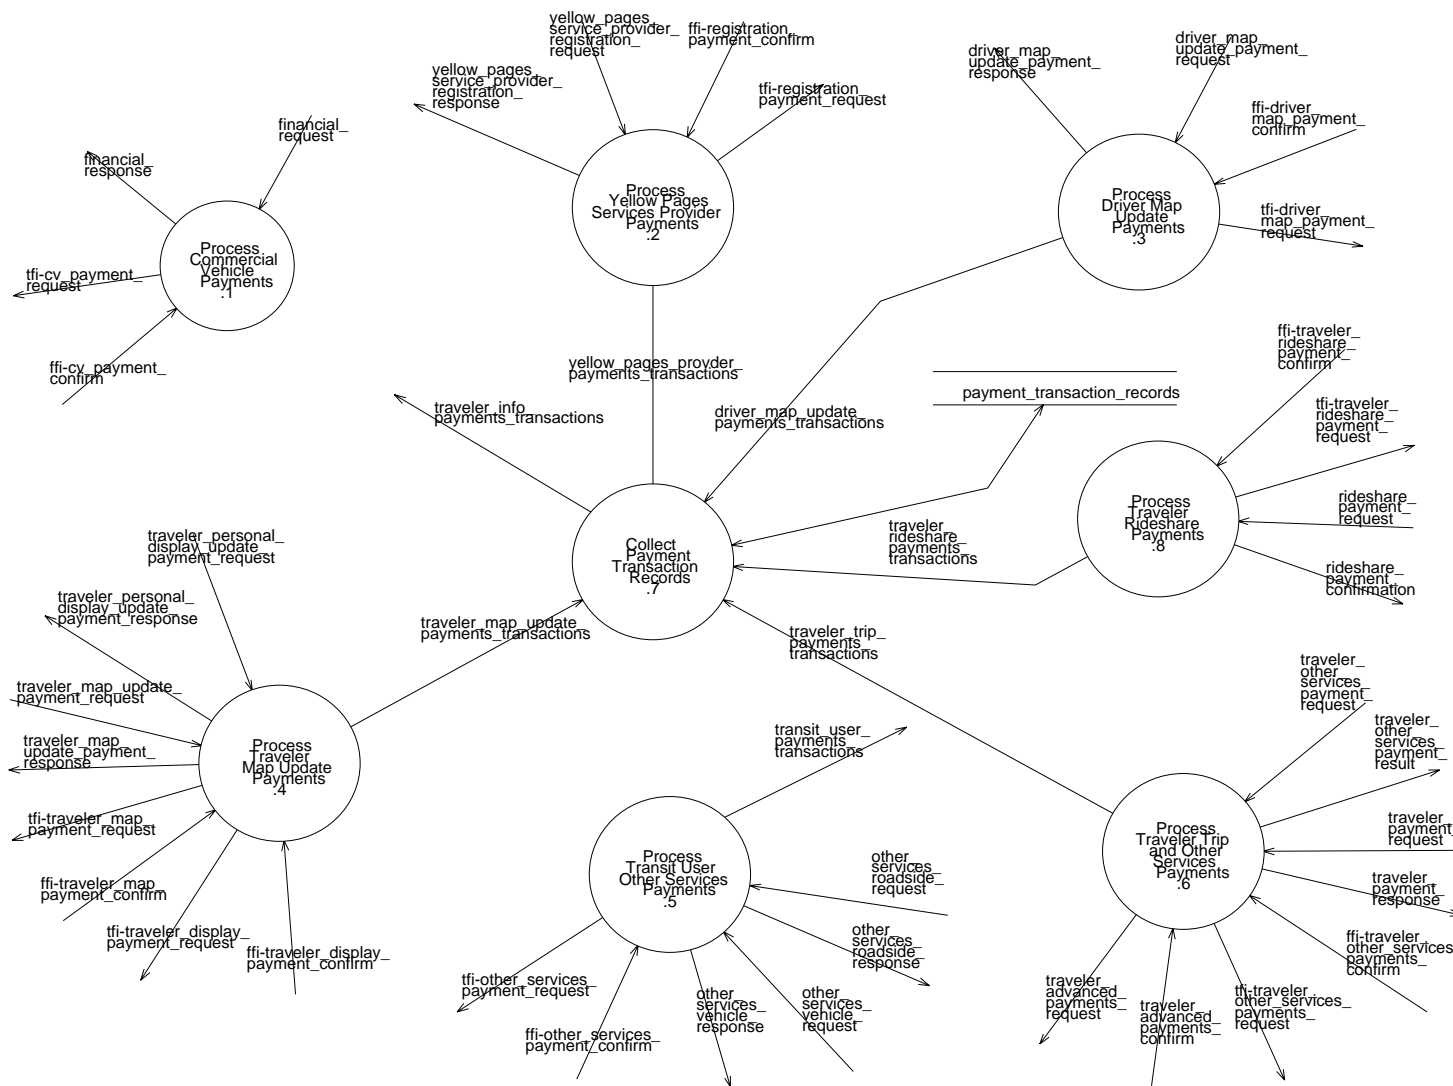 yellow_pages_
service_provider_
registration_
request
ffi-registration_
payment_confirm
driver_map_
update_payment_
response
driver_map_
update_payment_
request
yellow_pages_
service_provider_
registration_
response
tfi-registration_
payment_request
ffi-driver_
map_payment_
confirm
financial_
request
financial_
response
Process
Yellow Pages
Services Provider
Payments
.2
Process
Driver Map
Update
Payments
.3
tfi-driver_
map_payment_
request
Process
Commercial
Vehicle
Payments
.1
tfi-cv_payment_
request
ffi-cv_payment_
confirm
yellow_pages_provder_
payments_transactions
ffi-traveler_
rideshare_
payment_
confirm
payment_transaction_records
traveler_info_
payments_transactions
driver_map_update_
payments_transactions
tfi-traveler_
rideshare_
payment_
request
Process
Traveler
Rideshare
Payments
.8
rideshare_
payment_
request
rideshare_
payment_
confirmation
traveler_
rideshare_
payments_
transactions
Collect
Payment
Transaction
Records
.7
traveler_personal_
display_update_
payment_request
traveler_personal_
display_update_
payment_response
traveler_map_update_
payments_transactions
traveler_trip_
payments_
transactions
traveler_map_update_
payment_request
traveler_
other_
services_
payment_
request
traveler_map_
update_payment_
response
Process
Traveler
Map Update
Payments
.4
transit_user_
payments_
transactions
traveler_
other_
services_
payment_
result
tfi-traveler_map_
payment_request
traveler_
payment_
request
Process
Traveler Trip
and Other
Services
Payments
.6
Process
Transit User
Other Services
Payments
.5
other_
services_
roadside_
request
traveler_
payment_
response
ffi-traveler_map_
payment_confirm
tfi-traveler_display_
payment_request
ffi-traveler_display_
payment_confirm
other_
services_
roadside_
response
ffi-traveler_
other_services_
payments_
confirm
tfi-other_services_
payment_request
ffi-other_services_
payment_confirm
other_
services_
vehicle_
response
other_
services_
vehicle_
request
traveler_
advanced_
payments_
request
traveler_
advanced_
payments_
confirm
tfi-traveler_
other_services_
payments_
request